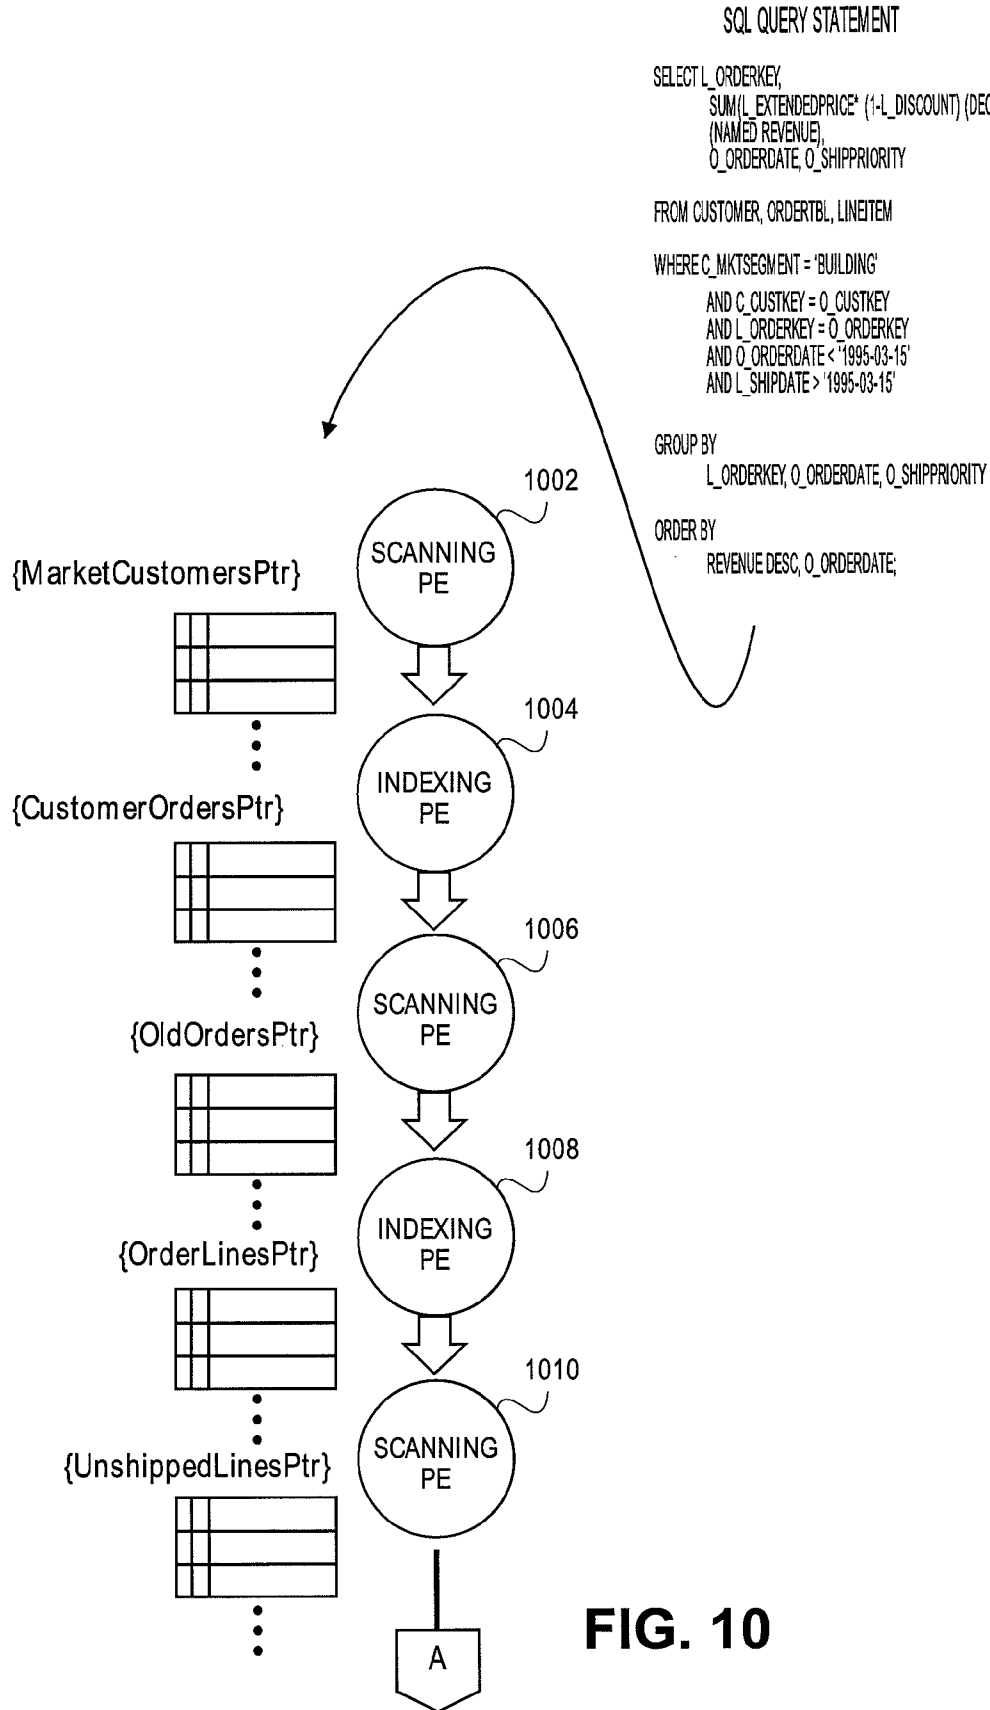 SQL QUERY STATEMENT
SELECT L_ORDERKEY,
SUM(L_EXTENDEDPRICE* (1-L_DISCOUNT) (DEC
(NAMED REVENUE),
O_ORDERDATE, O_SHIPPRIORITY
FROM CUSTOMER, ORDERTBL, LINEITEM
WHERE C_MKTSEGMENT = 'BUILDING'
AND C_CUSTKEY = O_CUSTKEY
AND L_ORDERKEY = O_ORDERKEY
AND O_ORDERDATE < '1995-03-15'
AND L_SHIPDATE > '1995-03-15'
GROUP BY
L_ORDERKEY, O_ORDERDATE, O_SHIPPRIORITY
ORDER BY
REVENUE DESC, O_ORDERDATE;
1002
SCANNING
PE
{MarketCustomersPtr}
1004
INDEXING
PE
{CustomerOrdersPtr}
1006
SCANNING
PE
{OldOrdersPtr}
1008
INDEXING
PE
{OrderLinesPtr}
1010
SCANNING
PE
{UnshippedLinesPtr}
A
FIG. 10